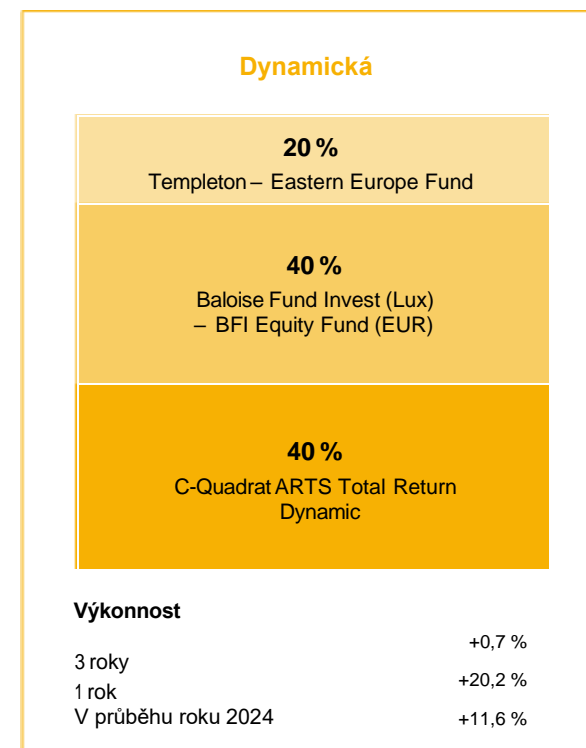 Dynamická
20 %
Templeton – Eastern Europe Fund
40 %
Baloise Fund Invest (Lux)
– BFI Equity Fund (EUR)
40 %
C-Quadrat ARTS Total Return
Dynamic
Výkonnost
3 roky +0,7 %
1 rok +20,2 %
V průběhu roku 2024 +11,6 %